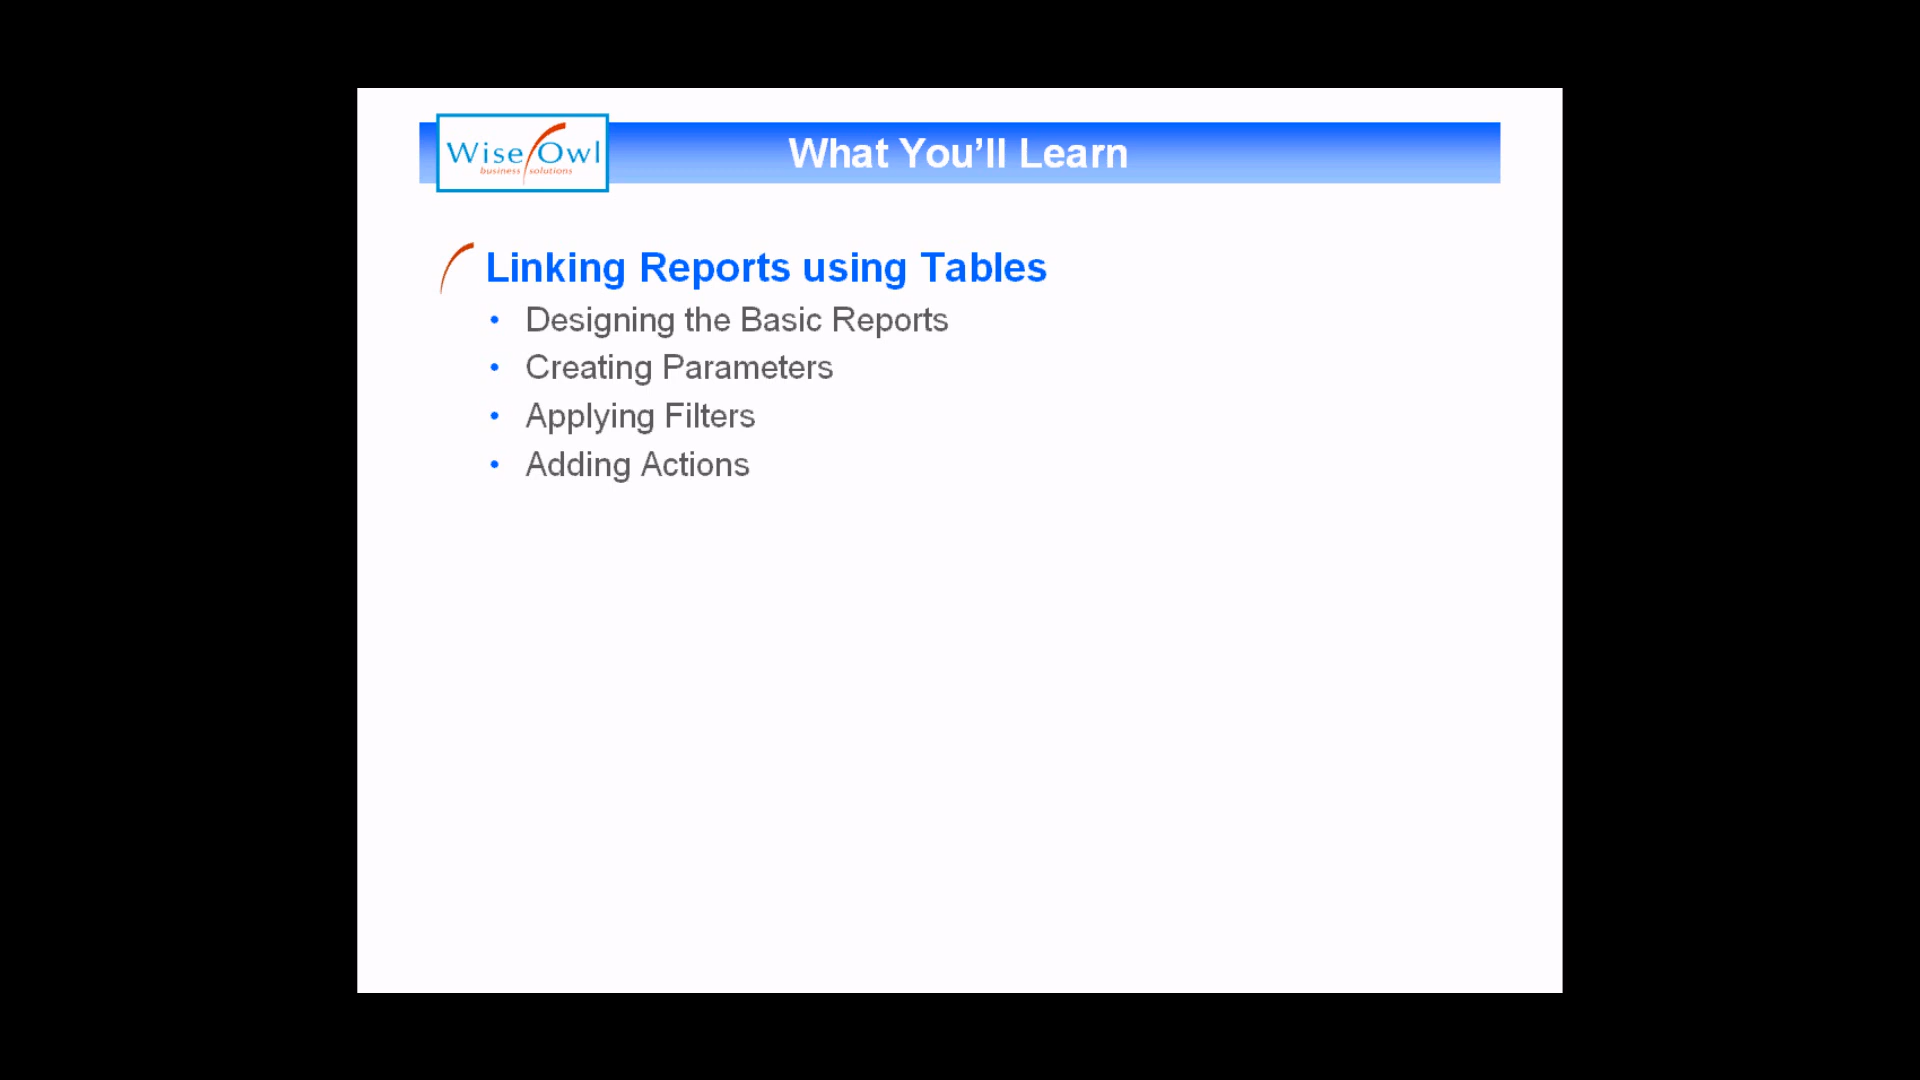 Wise Owl
business solutions
What You'll Learn
Linking Reports using Tables
• Designing the Basic Reports
• Creating Parameters
• Applying Filters
• Adding Actions